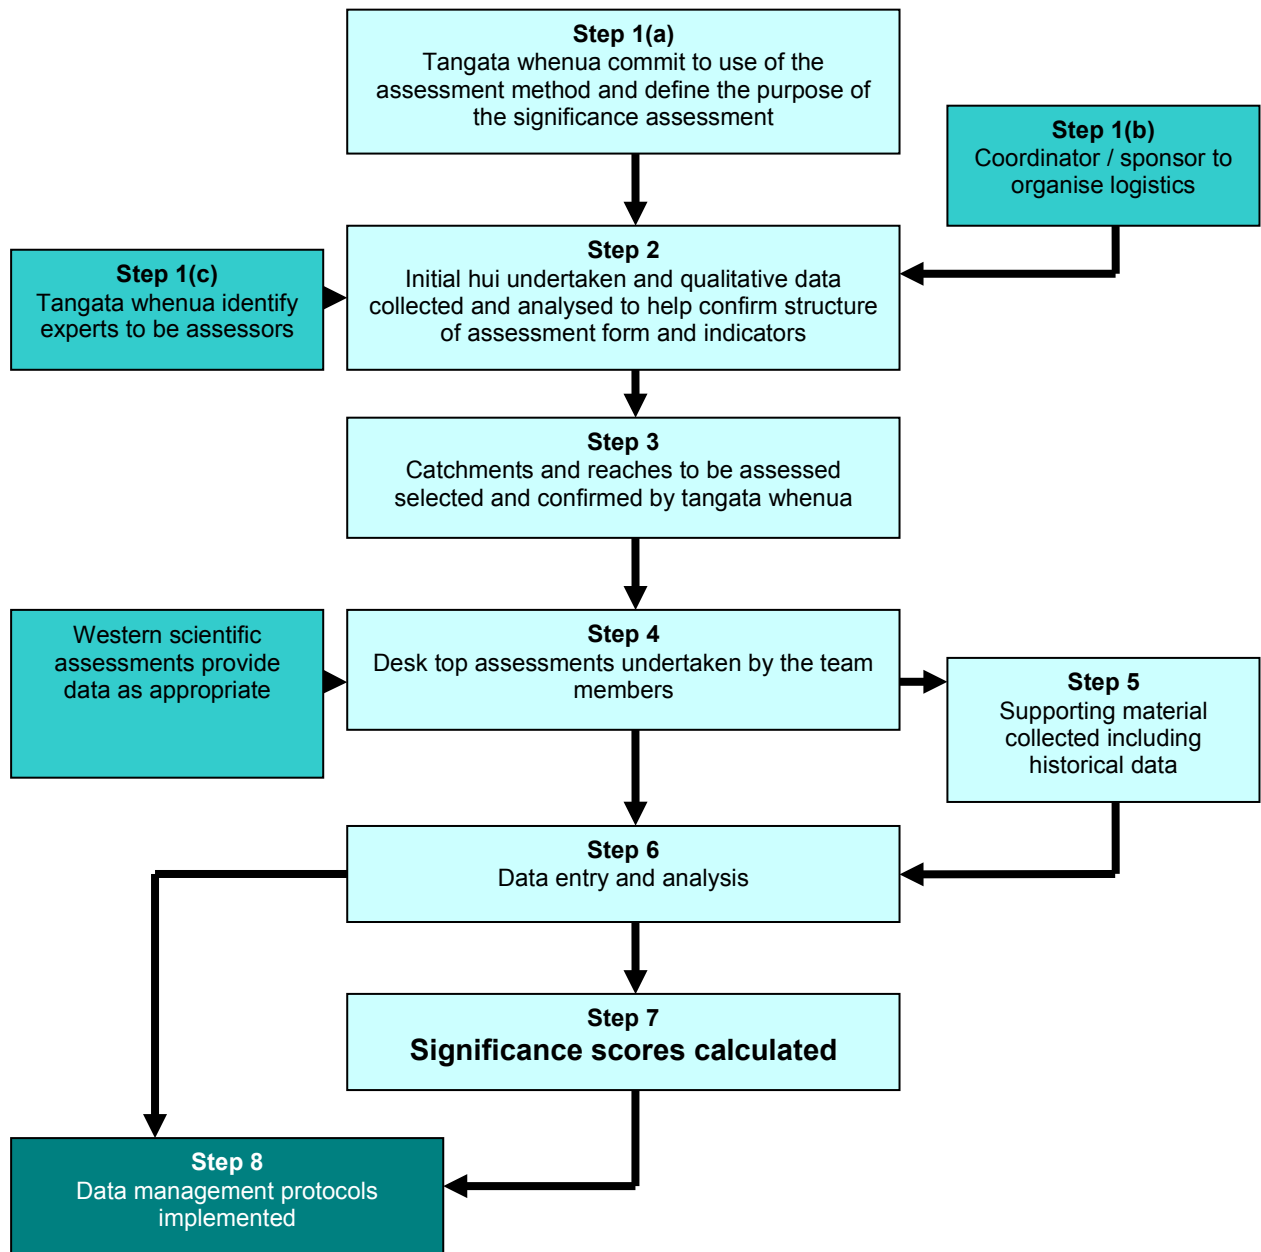 Step 1(a)
Tangata whenua commit to use of the
assessment method and define the purpose of
the significance assessment
Step 1(b)
Coordinator / sponsor to
organise logistics
Step 1(c)
Tangata whenua identify
experts to be assessors
Step 2
Initial hui undertaken and qualitative data
collected and analysed to help confirm structure
of assessment form and indicators
Step 3
Catchments and reaches to be assessed
selected and confirmed by tangata whenua
Western scientific
assessments provide
data as appropriate
Step 4
Desk top assessments undertaken by the team
members
Step 5
Supporting material
collected including
historical data
Step 6
Data entry and analysis
Step 7
Significance scores calculated
Step 8
Data management protocols
implemented